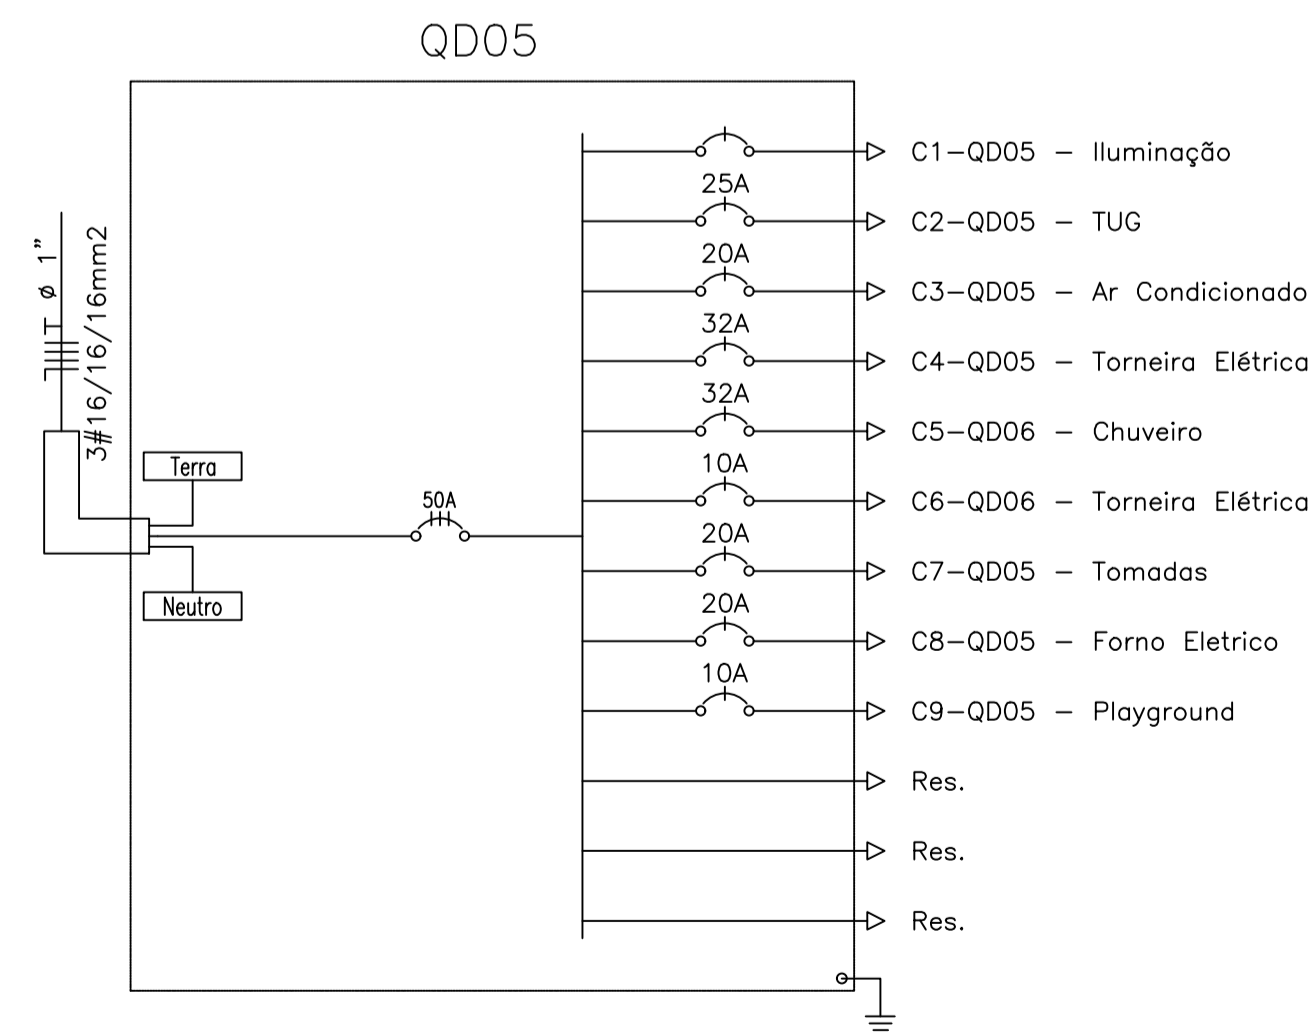 QD05
C1-QD05 - Iluminação
25A
C2-QD05 - TUG
20A
C3-QD05 - Ar Condicionado
32A
C4-QD05 - Torneira Elétrica
32A
C5-QD06 - Chuveiro
10A
C6-QD06 - Torneira Elétrica
20A
C7-QD05 - Tomadas
20A
C8-QD05 - Forno Eletrico
10A
C9-QD05 - Playground
Res.
Res.
Res.
ø 1"
3#16/16/16mm2
Terra
50A
Neutro